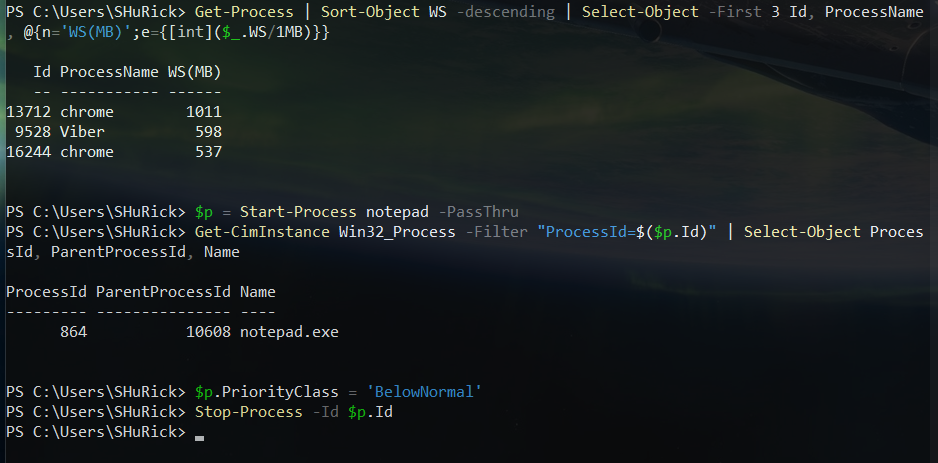 PS C:\Users\SHuRick> Get-Process | Sort-Object WS -descending | Select-Object -First 3 Id, ProcessName
, @{n='WS(MB)';e={[int]($_.WS/1MB)}}
   Id ProcessName WS(MB)
   -- ----------- ------
13712 chrome        1011
 9528 Viber          598
16244 chrome         537
PS C:\Users\SHuRick> $p = Start-Process notepad -PassThru
PS C:\Users\SHuRick> Get-CimInstance Win32_Process -Filter "ProcessId=$($p.Id)" | Select-Object Proces
sId, ParentProcessId, Name
ProcessId ParentProcessId Name
--------- --------------- ----
      864           10608 notepad.exe
PS C:\Users\SHuRick> $p.PriorityClass = 'BelowNormal'
PS C:\Users\SHuRick> Stop-Process -Id $p.Id
PS C:\Users\SHuRick>